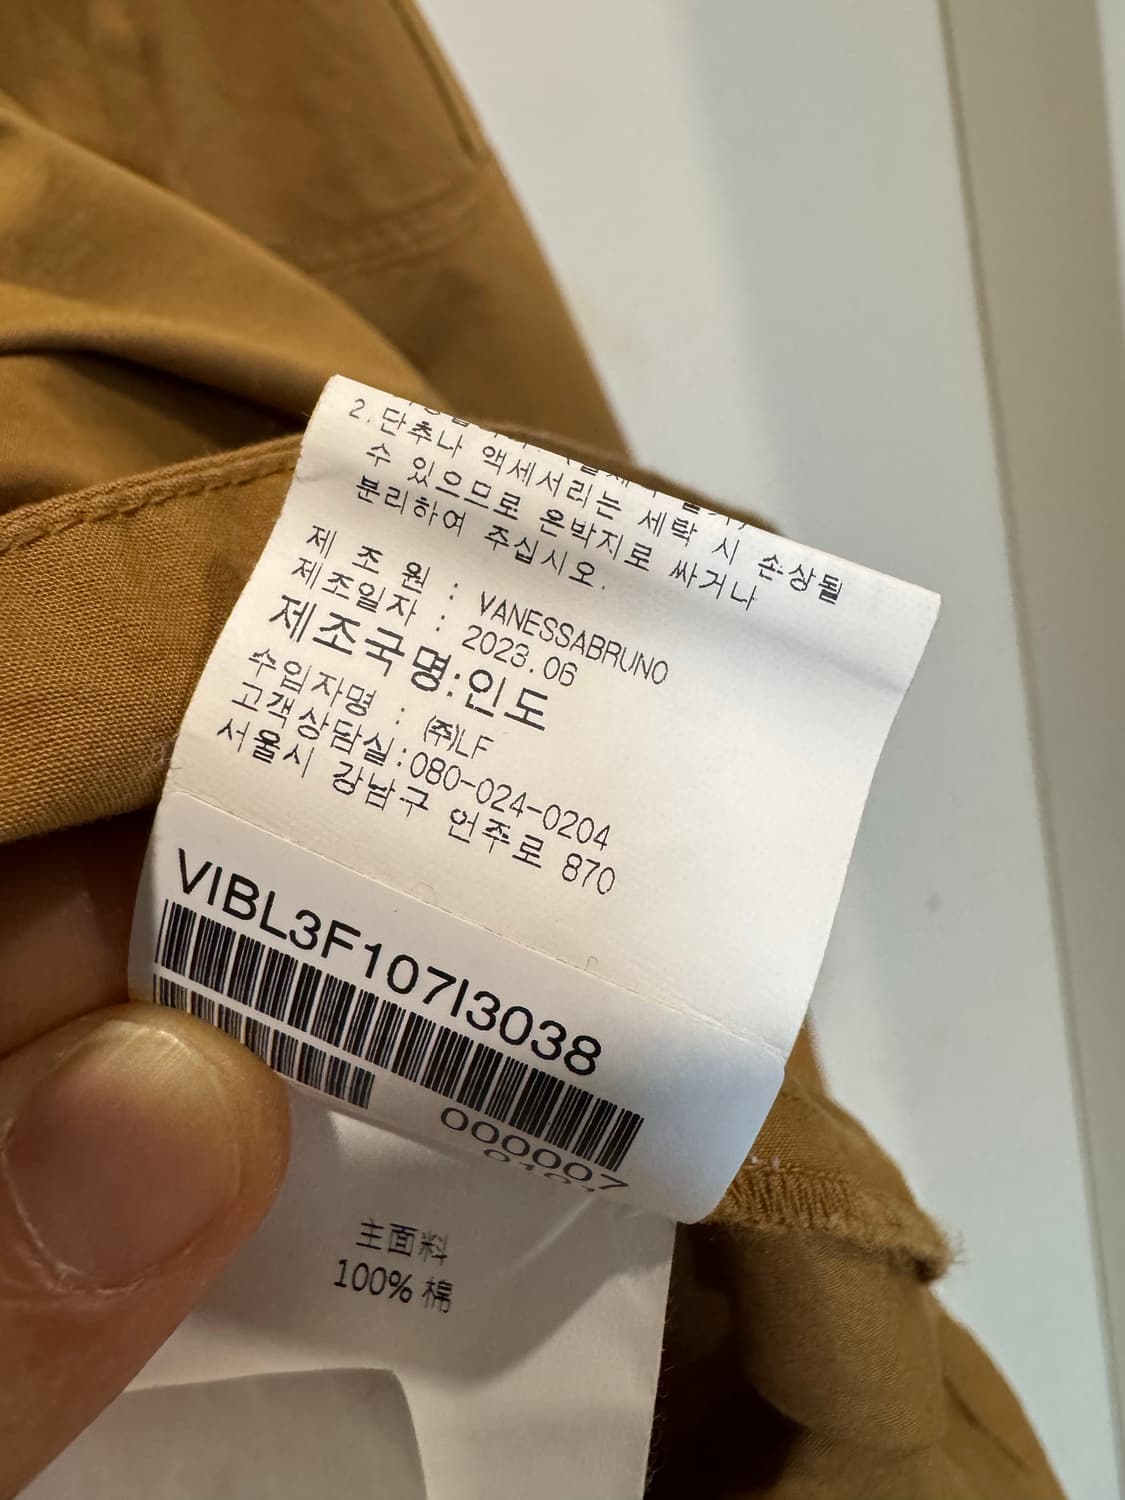 2.단추나 액세서리는 세탁 시 손상될
수 있으므로 은박지로 싸거나
분리하여 주십시오.
제 조 원 : VANESSABRUNO
제조일자 : 2023.06
제조국명:인도
수입자명 : ㈜LF
고객상담실:080-024-0204
서울시 강남구 언주로 870
VIBL3F107I3038
000007
主面料
100% 棉